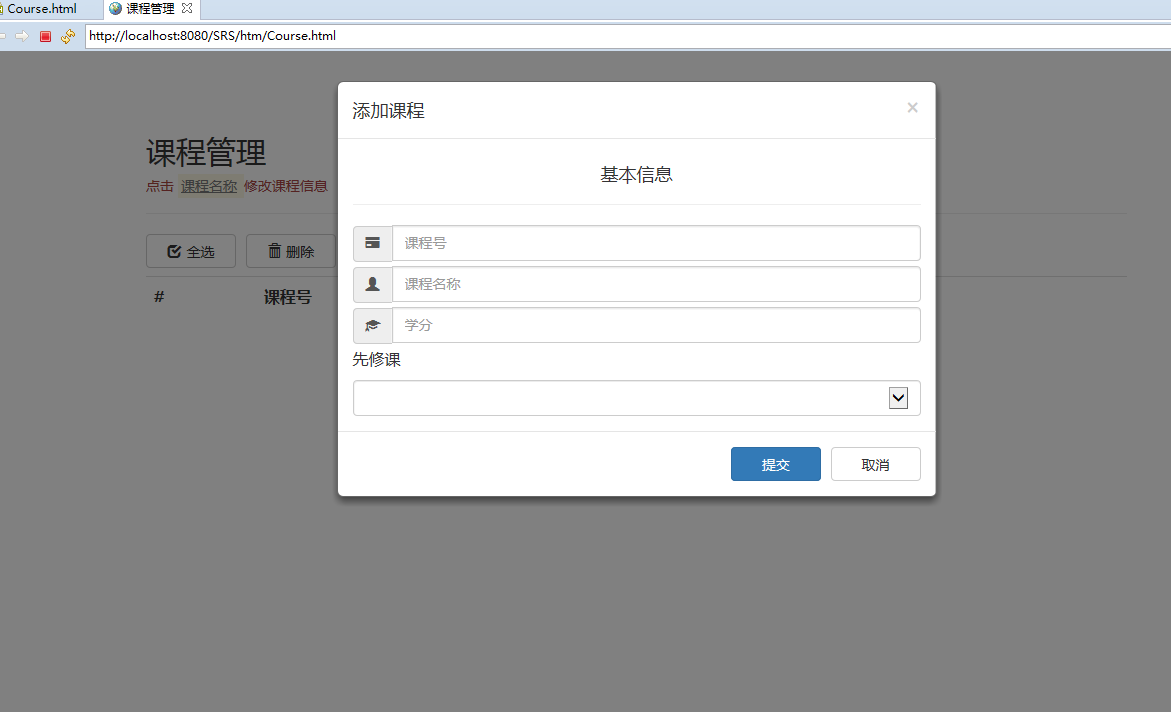 Course.html
课程管理
http://localhost:8080/SRS/htm/Course.html
添加课程
×
课程管理
点击 课程名称 修改课程信息
基本信息
全选
删除
课程号
课程名称
# 课程号
学分
先修课
提交
取消